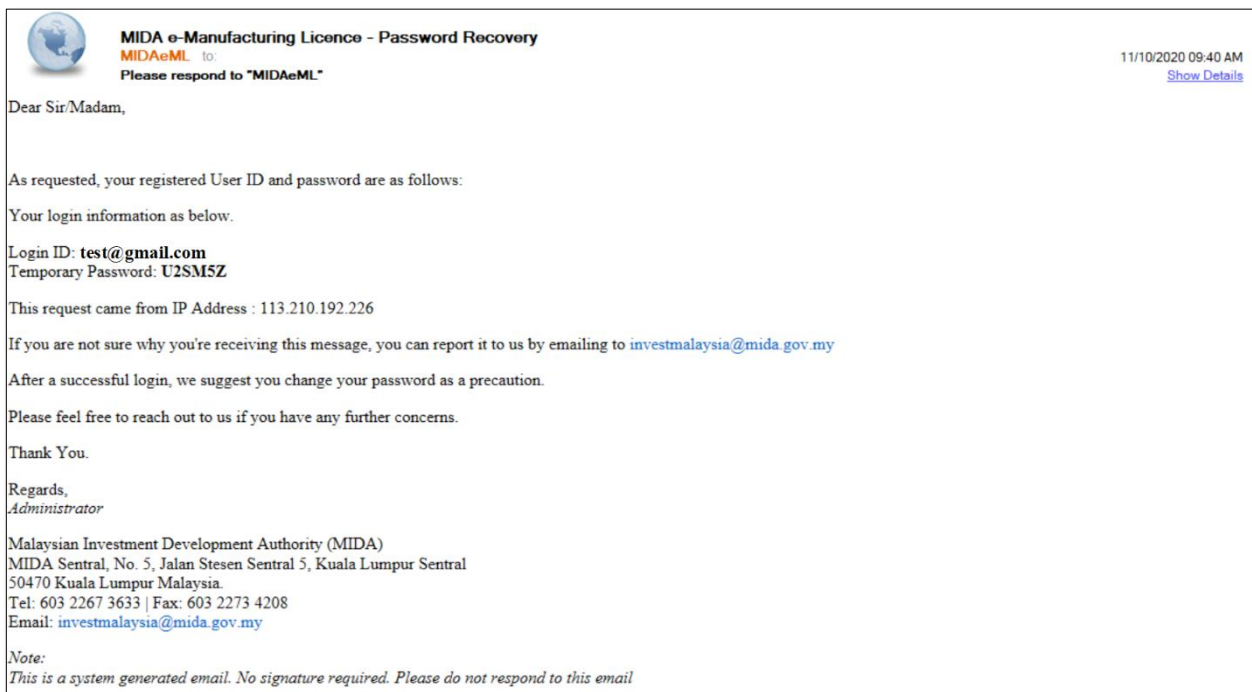 MIDA e-Manufacturing Licence - Password Recovery
MIDAeML to:
11/10/2020 09:40 AM
Please respond to "MIDAeML"
Show Details
Dear Sir/Madam,
As requested, your registered User ID and password are as follows:
Your login information as below.
Login ID: test@gmail.com
Temporary Password: U2SM5Z
This request came from IP Address : 113.210.192.226
If you are not sure why you're receiving this message, you can report it to us by emailing to investmalaysia@mida.gov.my
After a successful login, we suggest you change your password as a precaution.
Please feel free to reach out to us if you have any further concerns.
Thank You.
Regards,
Administrator
Malaysian Investment Development Authority (MIDA)
MIDA Sentral, No. 5, Jalan Stesen Sentral 5, Kuala Lumpur Sentral
50470 Kuala Lumpur Malaysia.
Tel: 603 2267 3633 | Fax: 603 2273 4208
Email: investmalaysia@mida.gov.my
Note:
This is a system generated email. No signature required. Please do not respond to this email